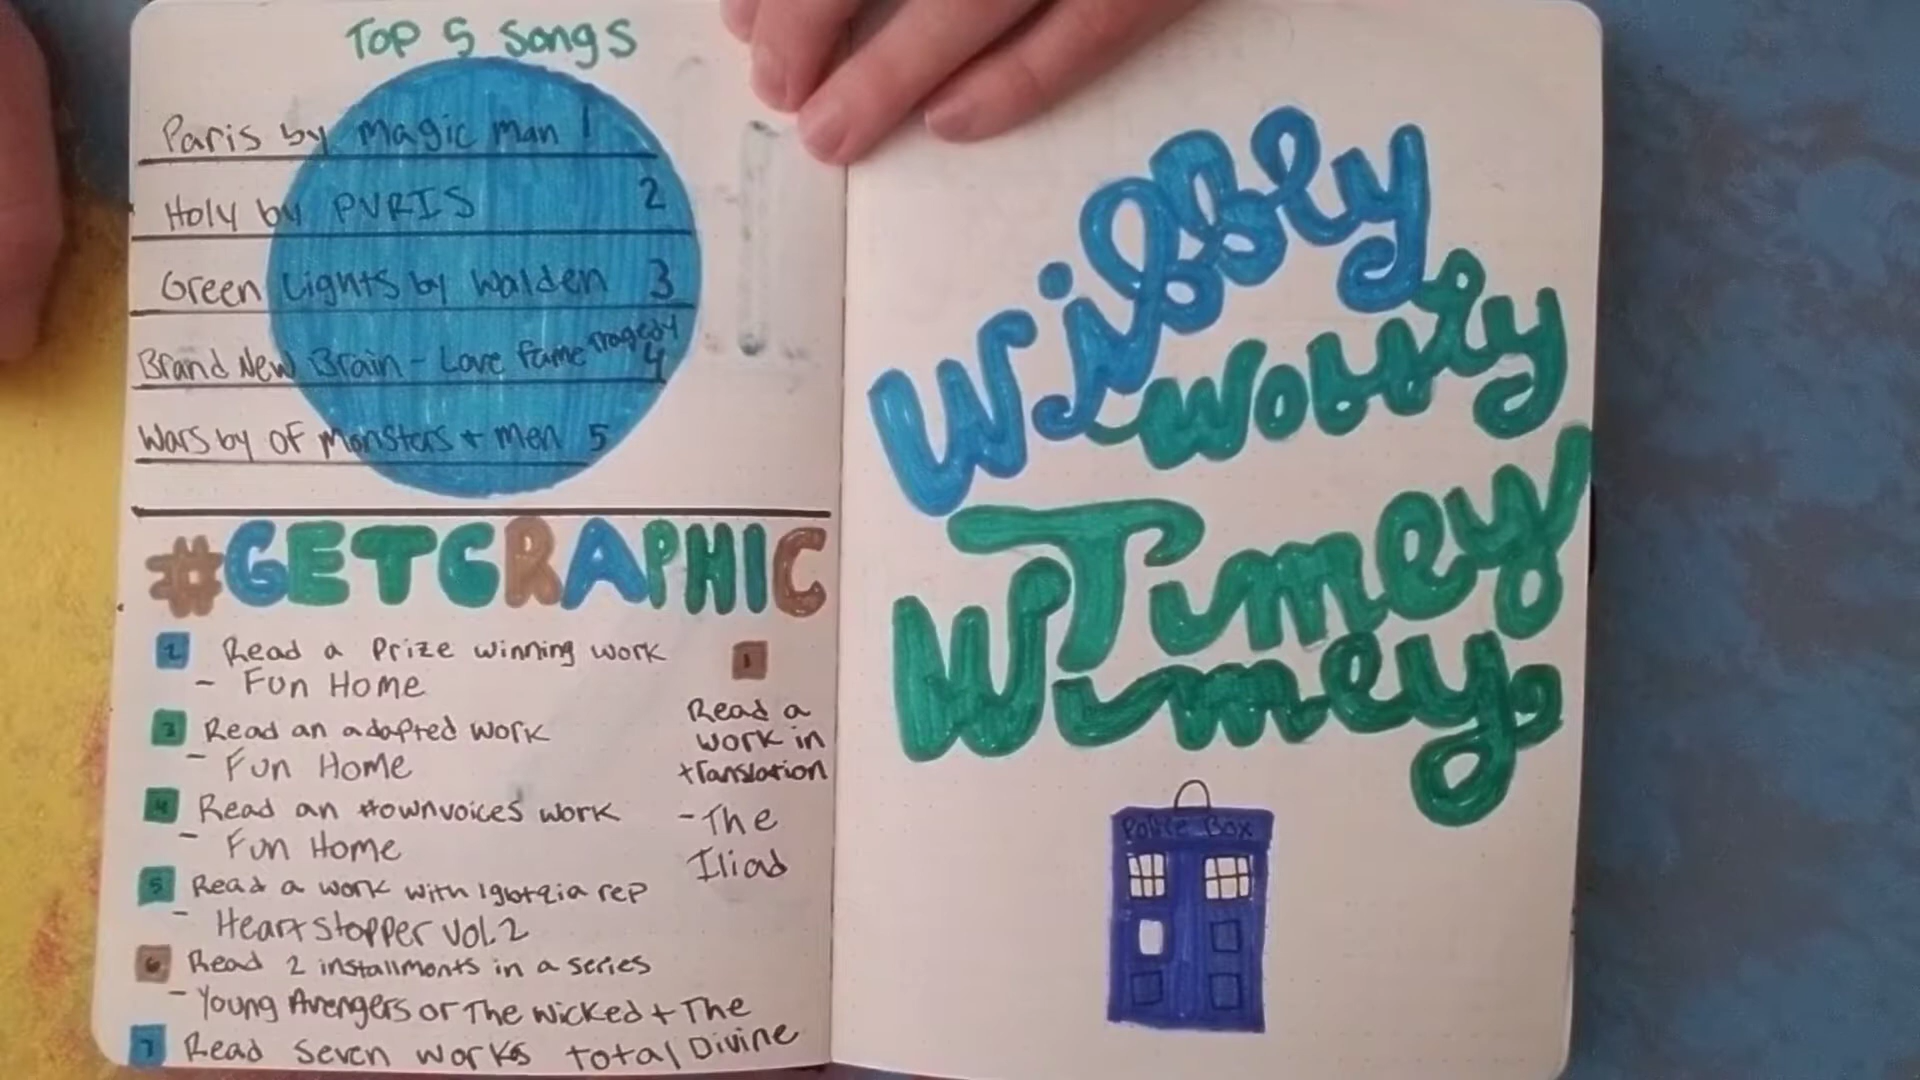 Top 5 Songs
Paris by Magic Man 1
Holy by PVRIS 2
Green Lights by Walden 3
Brand New Brain - Love Fame Tragedy 4
Wars by Of Monsters + Men 5
#GETGRAPHIC
2 Read a Prize winning work
- Fun Home
3 Read an adapted work
- Fun Home
4 Read an #ownvoices work
- Fun Home
5 Read a work with lgbtqia rep
- Heartstopper Vol. 2
6 Read 2 installments in a series
- Young Avengers or The Wicked + The Divine
7 Read seven works total
1
Read a
work in
translation
- The
Iliad
Wibbly
Wobbly
Timey
Wimey
Police Box